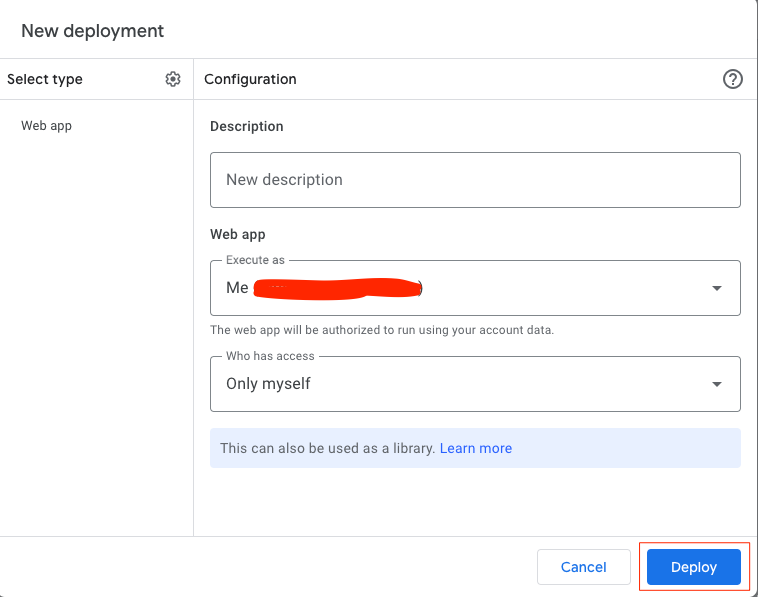 New deployment
Select type
Configuration
Web app
Description
New description
Web app
Execute as
Me )
The web app will be authorized to run using your account data.
Who has access
Only myself
This can also be used as a library. Learn more
Cancel
Deploy